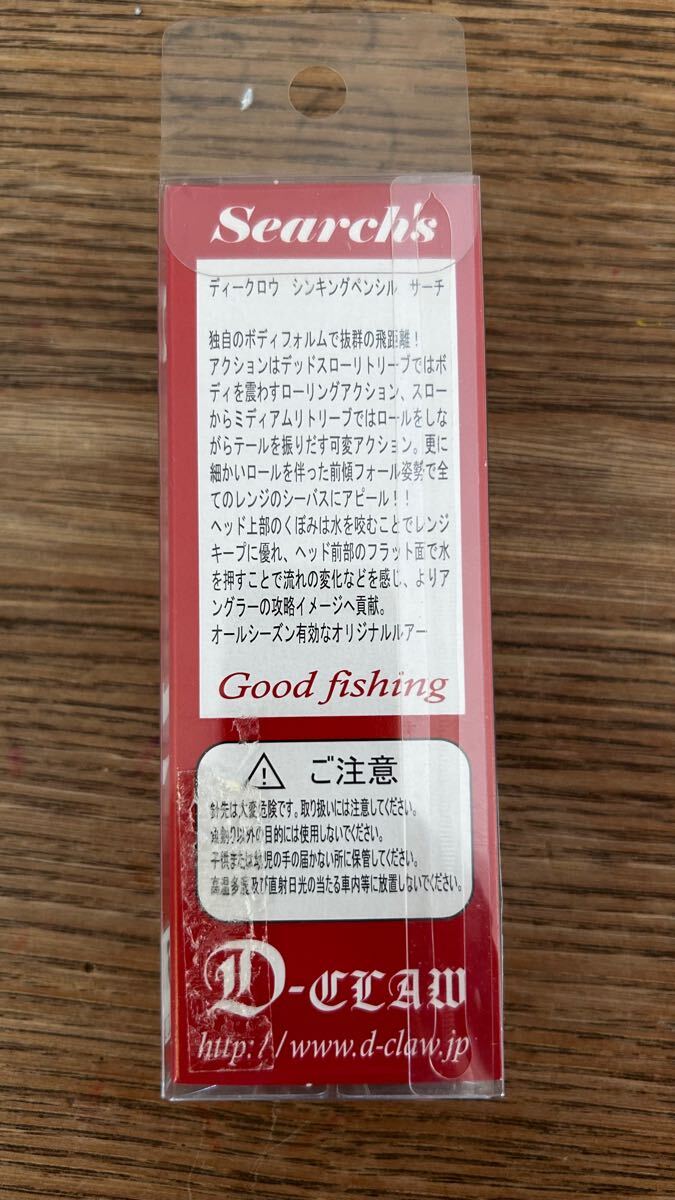 Search's
ディークロウ シンキングペンシル サーチ
独自のボディフォルムで抜群の飛距離！
アクションはデッドスローリトリーブではボ
ディを震わすローリングアクション、スロー
からミディアムリトリーブではロールをしな
がらテールを振りだす可変アクション。更に
細かいロールを伴った前傾フォール姿勢で全
てのレンジのシーバスにアピール！！
ヘッド上部のくぼみは水を咬むことでレンジ
キープに優れ、ヘッド前部のフラット面で水
を押すことで流れの変化などを感じ、よりア
ングラーの攻略イメージへ貢献。
オールシーズン有効なオリジナルルアー
Good fishing
ご注意
針先は大変危険です。取り扱いには注意してください。
魚釣り以外の目的には使用しないでください。
子供または幼児の手の届かない所に保管してください。
高温多湿及び直射日光の当たる車内等に放置しないでください。
D-CLAW
http://www.d-claw.jp